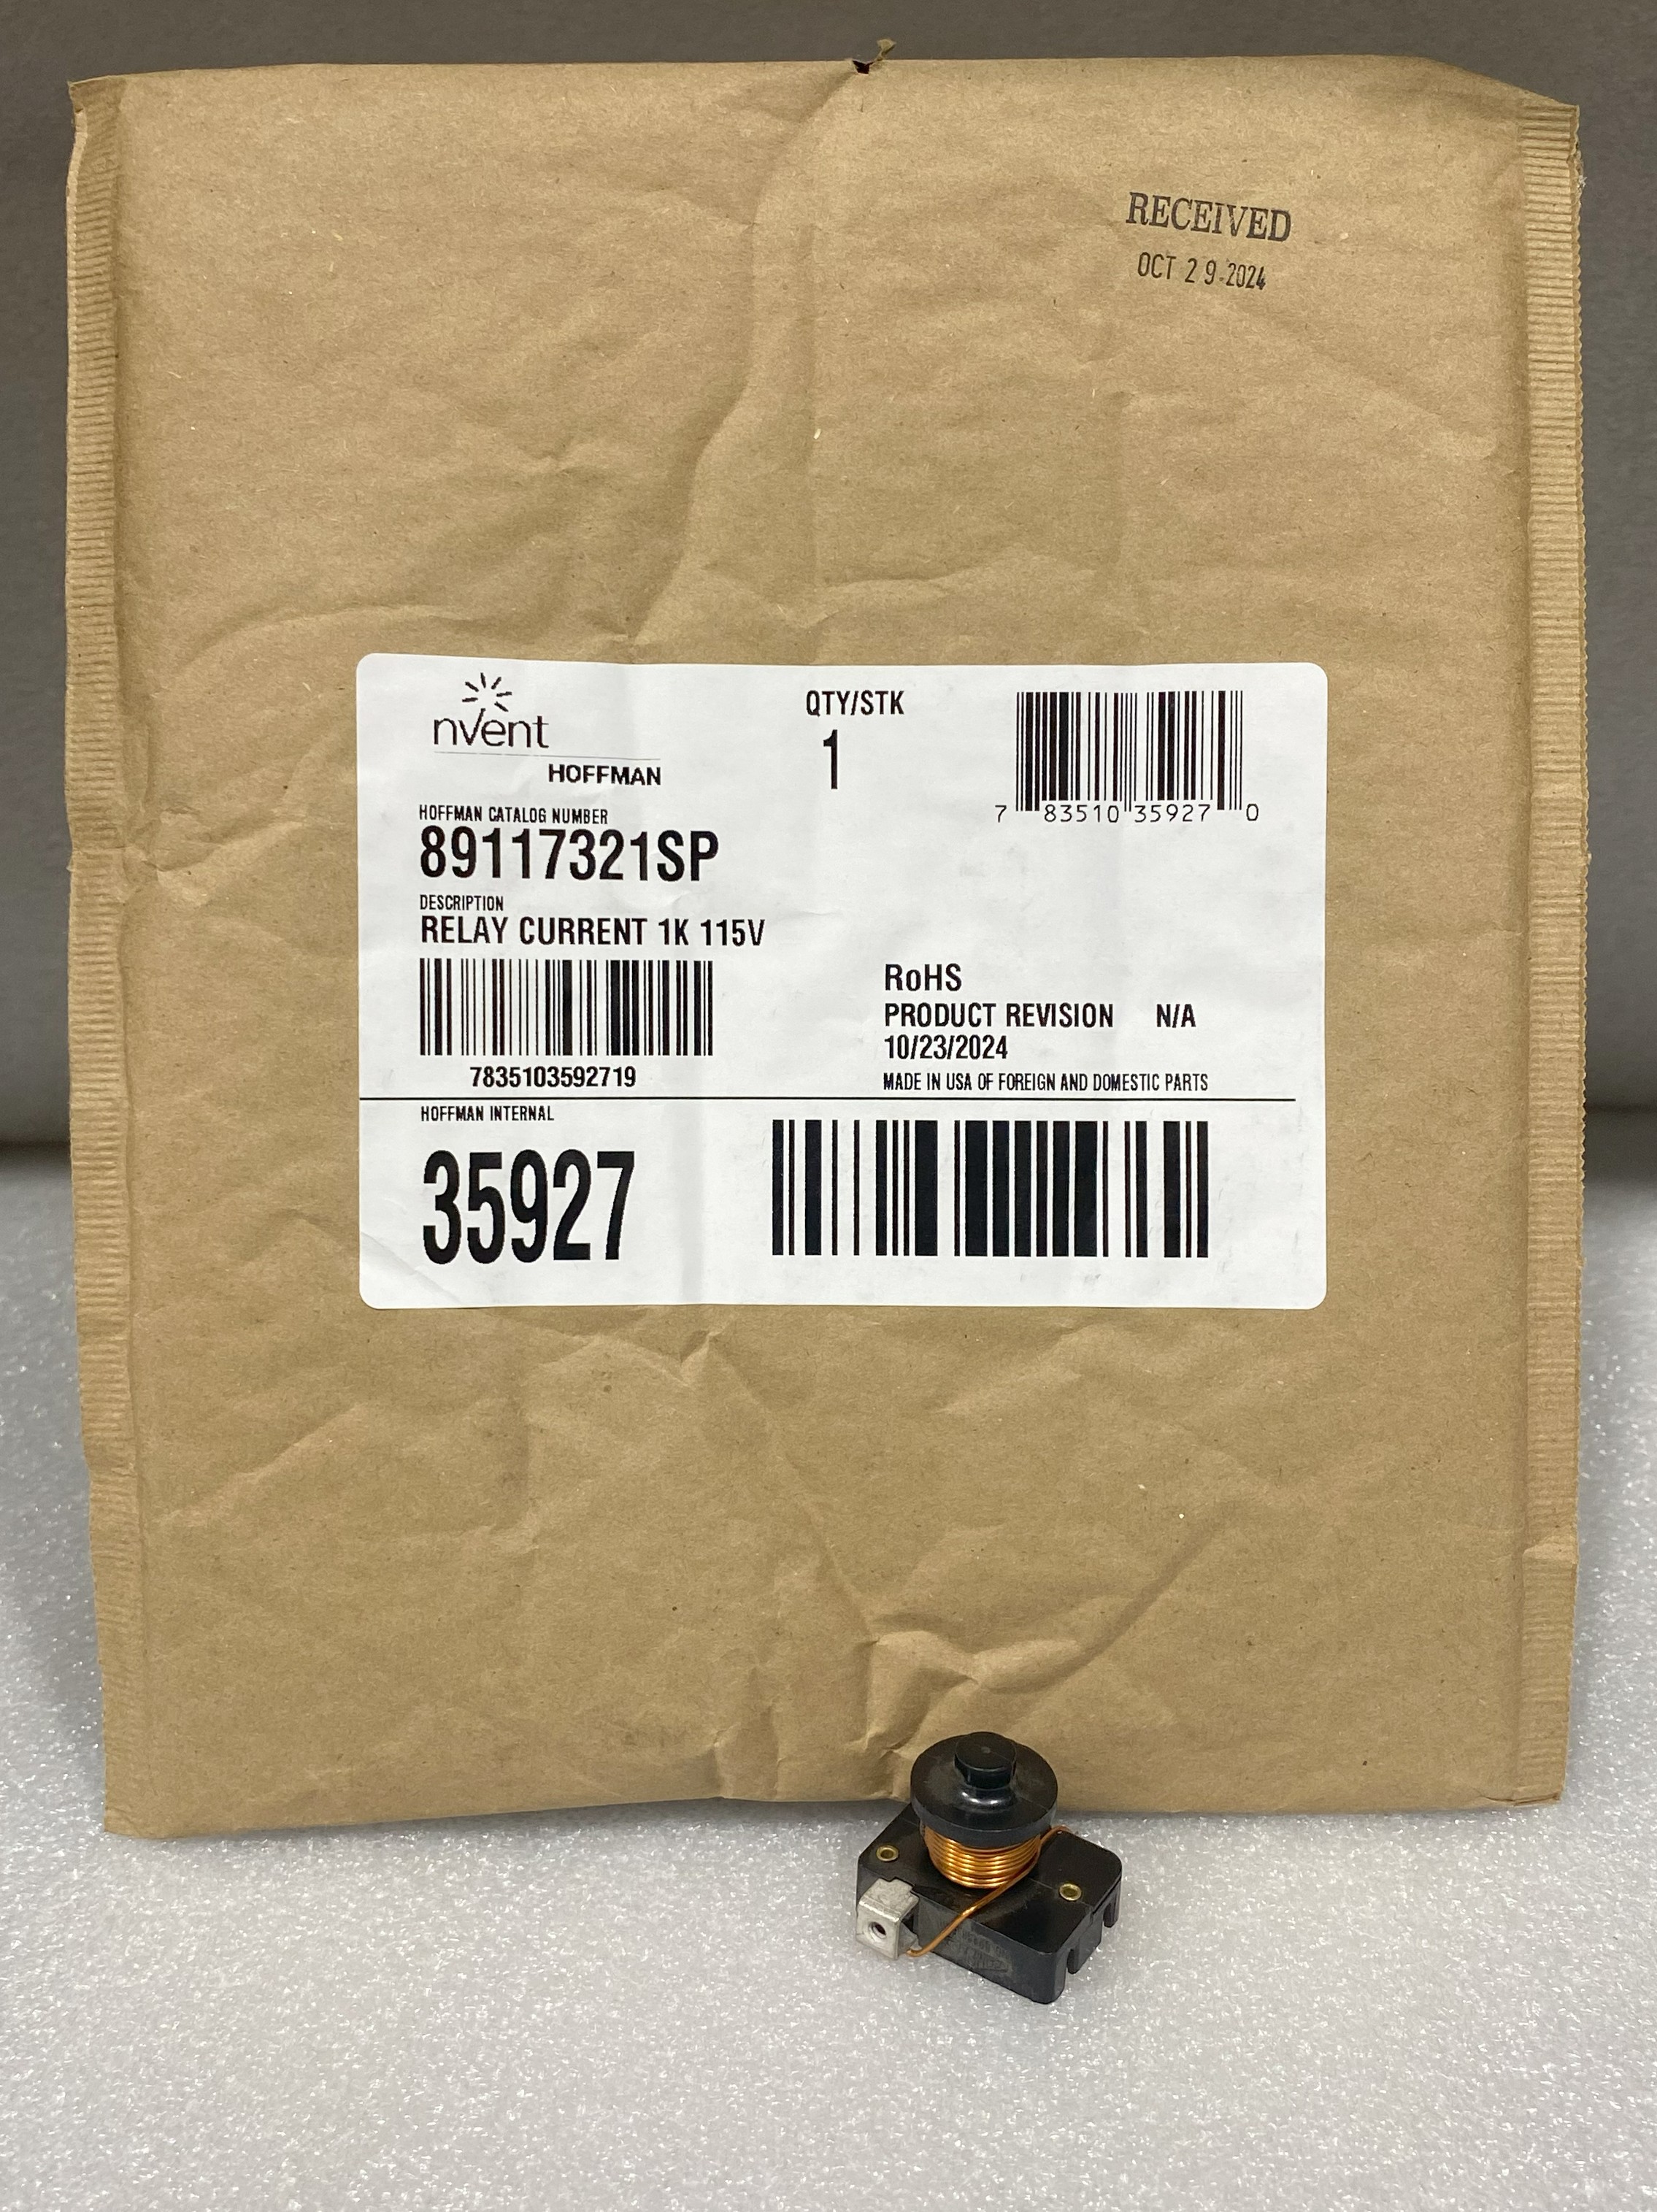 RECEIVED
OCT 29 2024
nVent
HOFFMAN
QTY/STK
1
7 83510 35927 0
HOFFMAN CATALOG NUMBER
89117321SP
DESCRIPTION
RELAY CURRENT 1K 115V
7835103592719
RoHS
PRODUCT REVISION N/A
10/23/2024
MADE IN USA OF FOREIGN AND DOMESTIC PARTS
HOFFMAN INTERNAL
35927